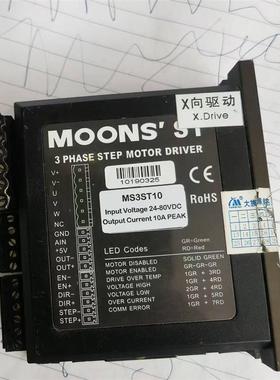 X向驱动
X.Drive
MOONS' ST
3 PHASE STEP MOTOR DRIVER
10190325
MS3ST10
Input Voltage 24-80VDC
Output Current 10A PEAK
CE
RoHS
V+
V-
U
V
W
NC
GND
AIN
+5V
OUT-
OUT+
EN-
EN+
DIR-
DIR+
STEP-
STEP+
LED Codes
GR=Green
RD=Red
MOTOR DISABLED SOLID GREEN
MOTOR ENABLED GR-GR-GR
DRIVE OVER TEMP 1GR + 3RD
VOLTAGE HIGH 1GR + 4RD
VOLTAGE LOW 2GR + 5RD
OVER CURRENT 1GR + 6RD
COMM ERROR 1GR + 7RD